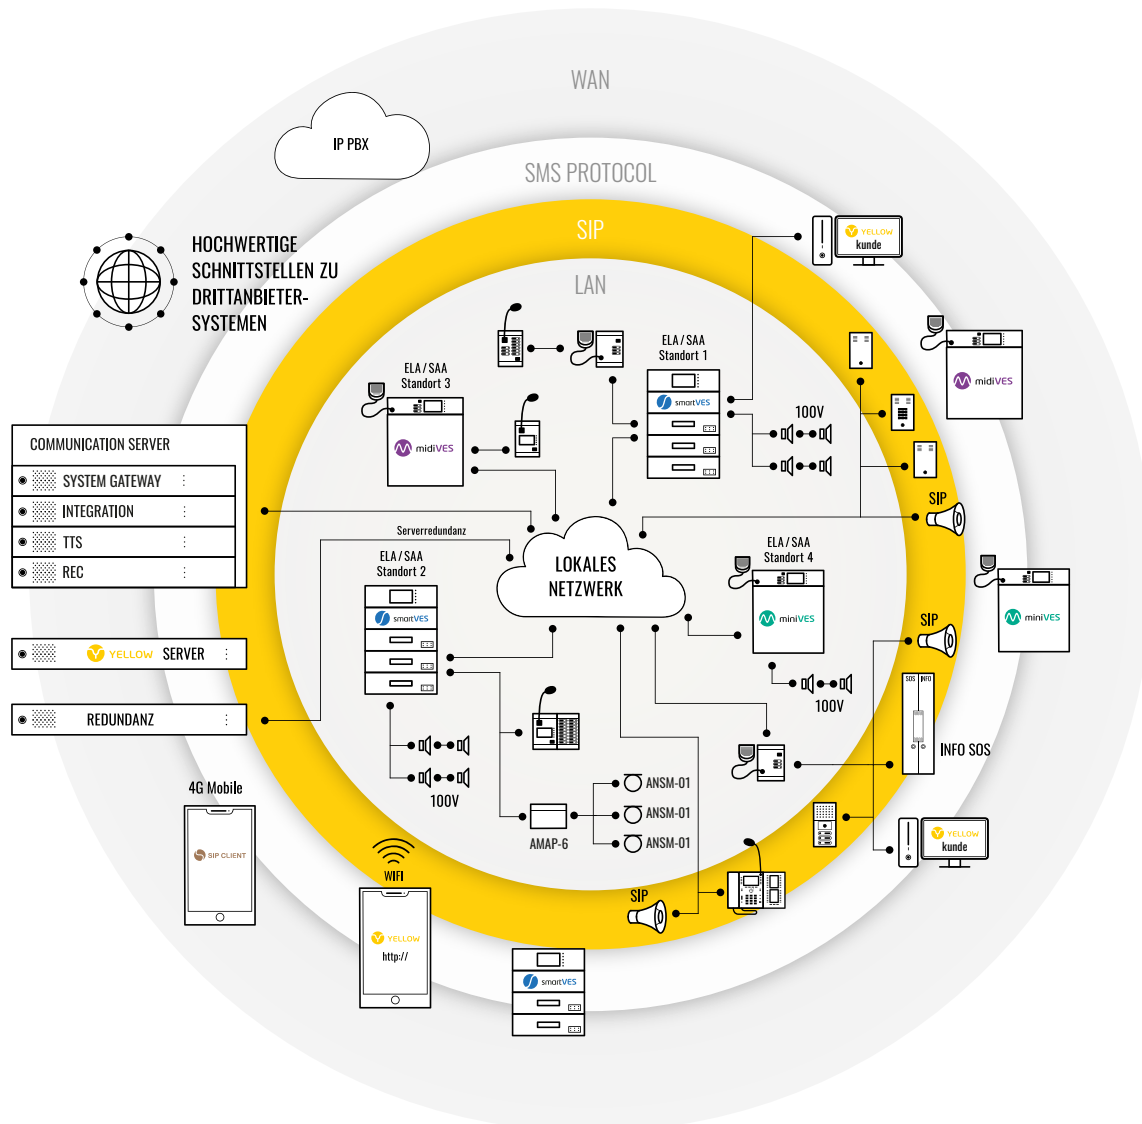 WAN
IP PBX
SMS PROTOCOL
SIP
LAN
YELLOW
kunde
HOCHWERTIGE
SCHNITTSTELLEN ZU
DRITTANBIETER-
SYSTEMEN
ELA / SAA
Standort 1
smartVES
100V
ELA / SAA
Standort 3
midiVES
midiVES
COMMUNICATION SERVER
SYSTEM GATEWAY
INTEGRATION
TTS
REC
SIP
Serverredundanz
LOKALES
NETZWERK
ELA / SAA
Standort 2
smartVES
100V
ELA / SAA
Standort 4
miniVES
100V
miniVES
SIP
SOS INFO
INFO SOS
YELLOW SERVER
REDUNDANZ
4G Mobile
SIP CLIENT
WIFI
YELLOW
http://
AMAP-6
ANSM-01
ANSM-01
ANSM-01
YELLOW
kunde
SIP
smartVES